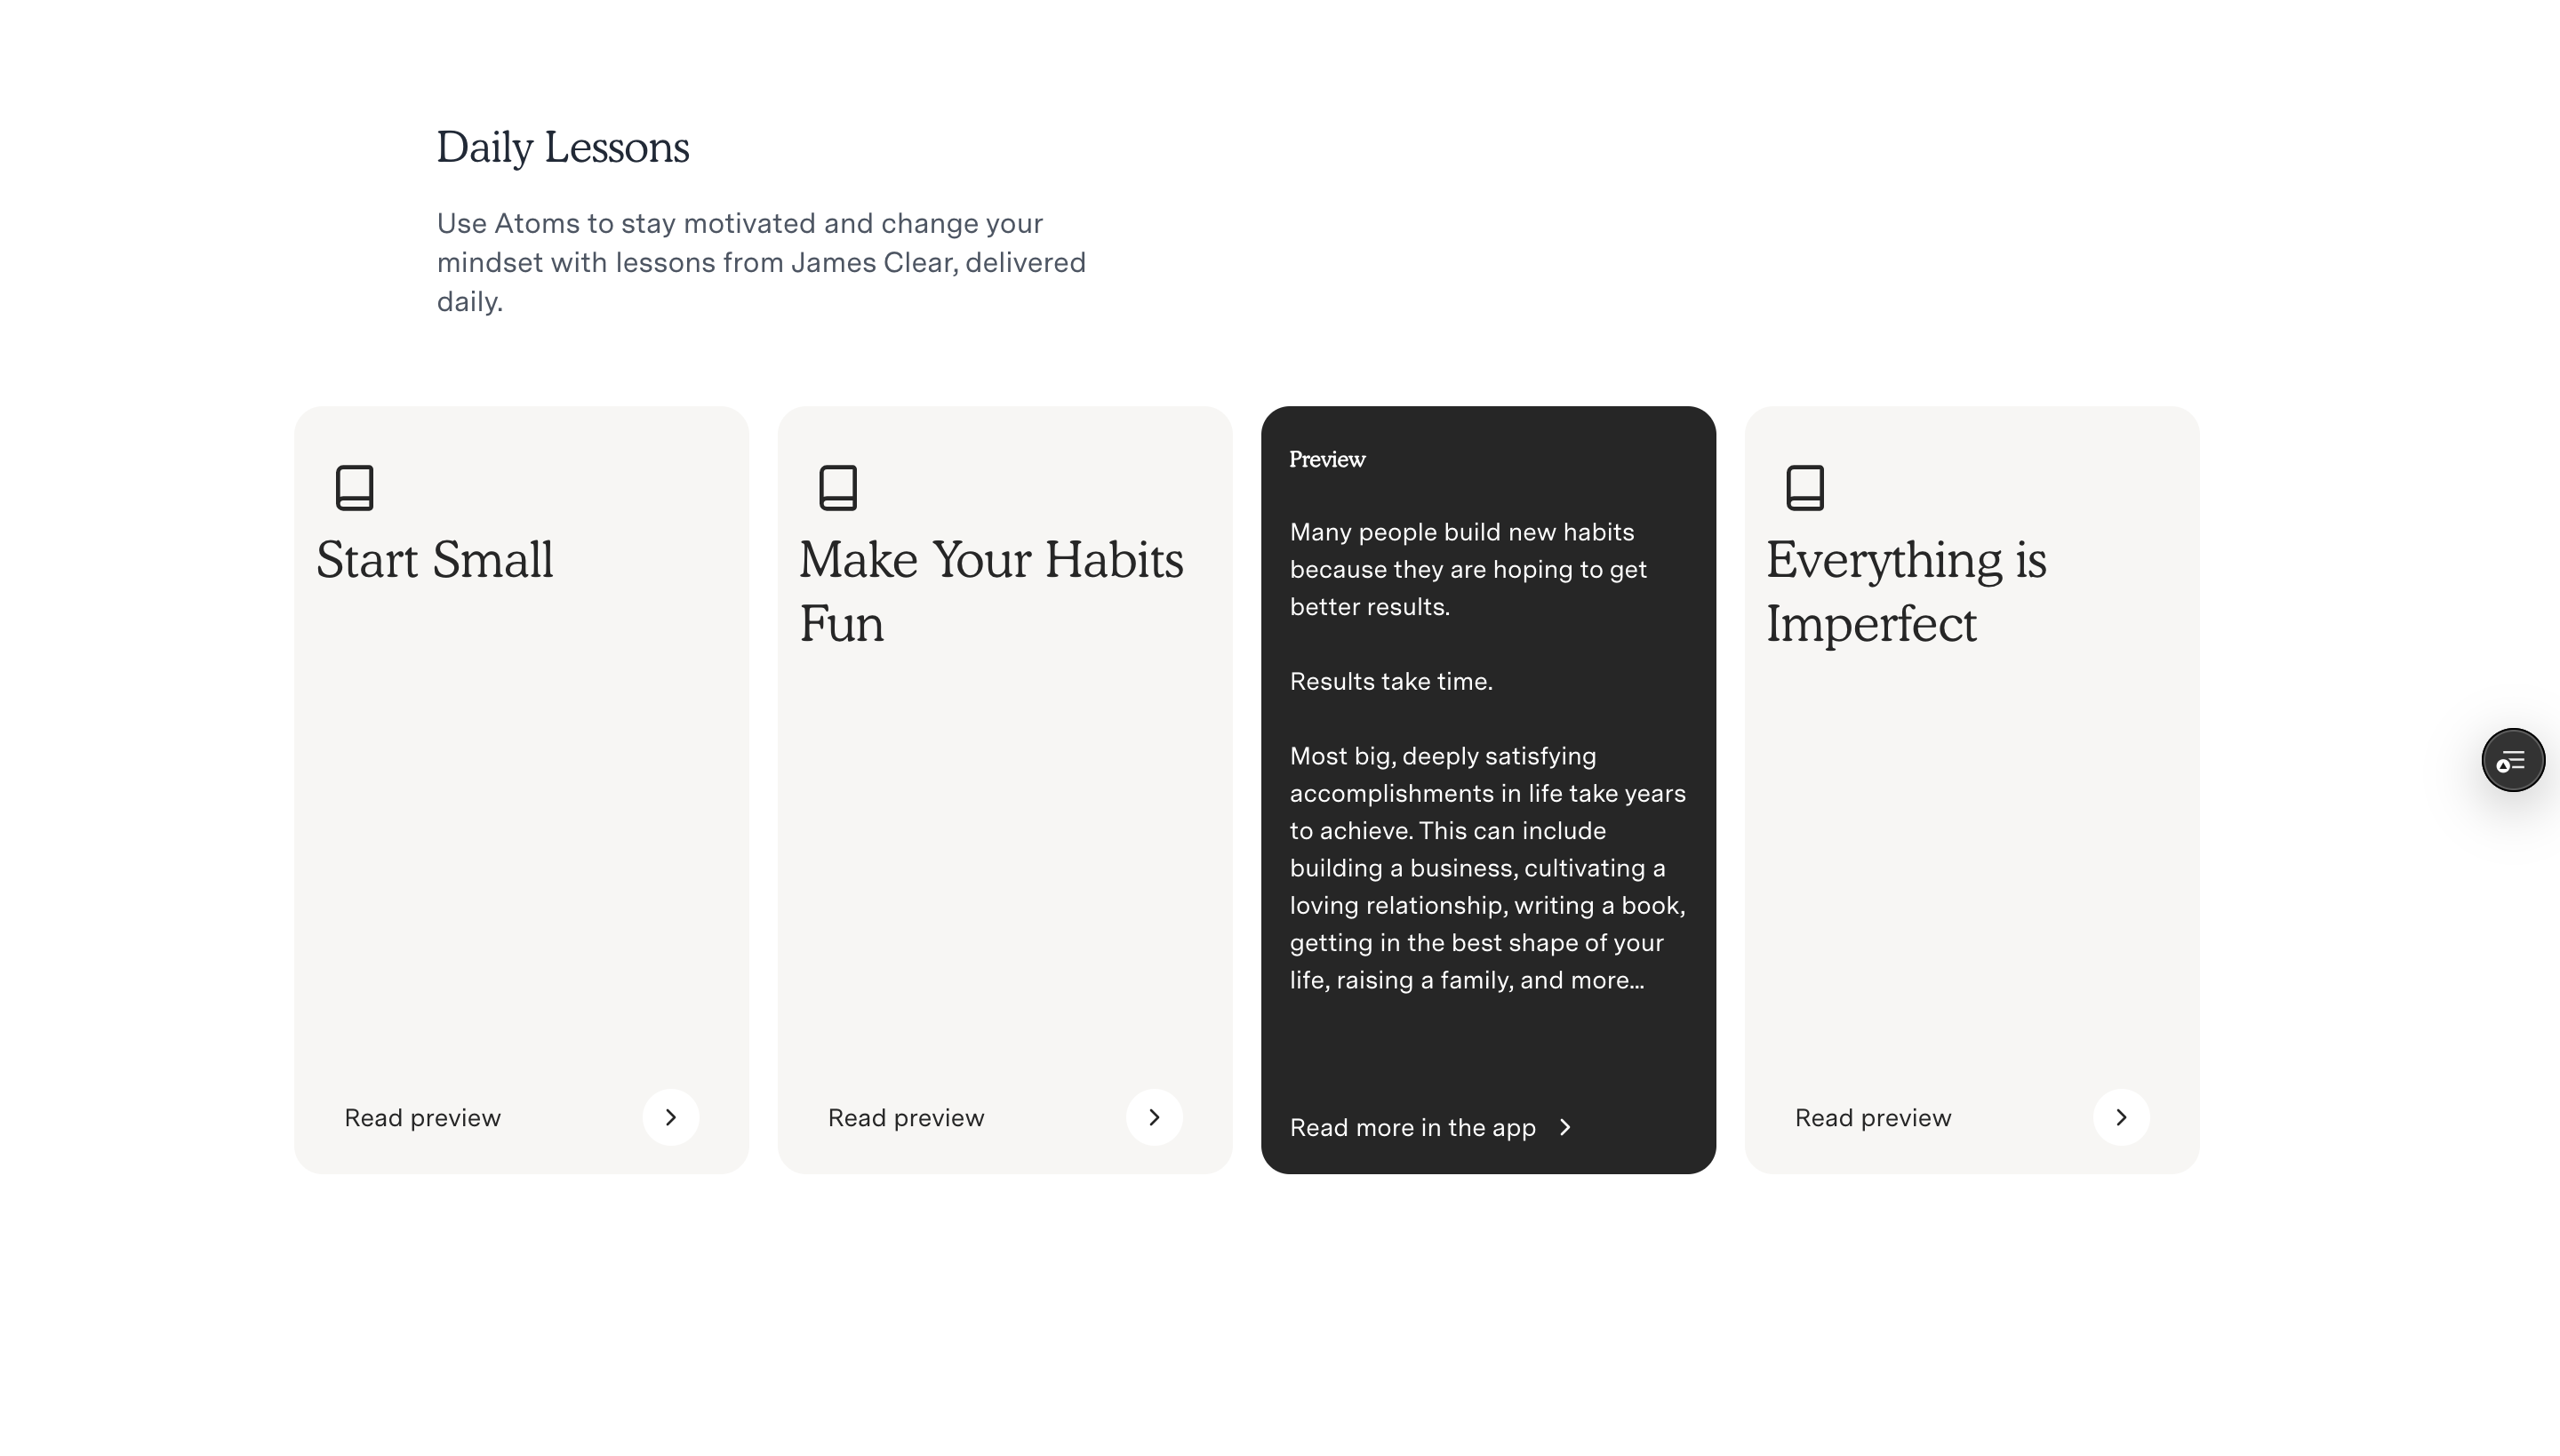 Daily Lessons
Use Atoms to stay motivated and change your
mindset with lessons from James Clear, delivered
daily.
Start Small
Read preview
Make Your Habits
Fun
Read preview
Preview
Many people build new habits
because they are hoping to get
better results.
Results take time.
Most big, deeply satisfying
accomplishments in life take years
to achieve. This can include
building a business, cultivating a
loving relationship, writing a book,
getting in the best shape of your
life, raising a family, and more...
Read more in the app
Everything is
Imperfect
Read preview